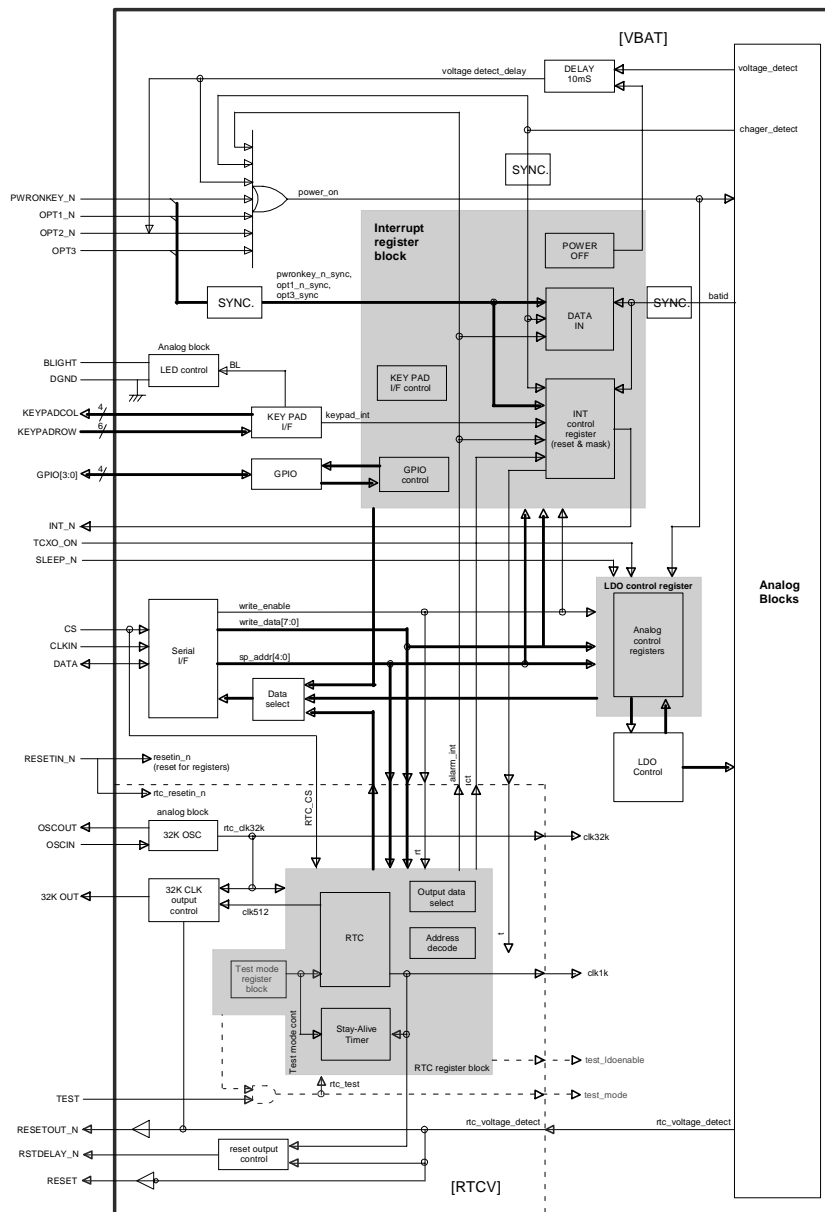 [VBAT]
voltage detect_delay
DELAY
10mS
voltage_detect
chager_detect
SYNC.
PWRONKEY_N
power_on
OPT1_N
OPT2_N
OPT3
Interrupt
register
block
POWER
OFF
pwronkey_n_sync,
opt1_n_sync,
opt3_sync
SYNC.
DATA
IN
SYNC.
batid
Analog block
BLIGHT
LED control
BL
DGND
KEY PAD
I/F control
KEYPADCOL
4
KEY PAD
I/F
keypad_int
KEYPADROW
6
INT
control
register
(reset & mask)
GPIO[3:0]
4
GPIO
GPIO
control
INT_N
TCXO_ON
SLEEP_N
LDO control register
Analog
Blocks
write_enable
CS
write_data[7:0]
CLKIN
Serial
I/F
Analog
control
registers
DATA
sp_addr[4:0]
Data
select
RESETIN_N
resetin_n
(reset for registers)
rtc_resetin_n
LDO
Control
RTC_CS
alarm_int
ict
analog block
OSCOUT
32K OSC
rtc_clk32k
clk32k
OSCIN
rt
32K OUT
32K CLK
output
control
clk512
Output data
select
RTC
Address
decode
t
Test mode
register
block
clk1k
Test mode cont
Stay-Alive
Timer
RTC register block
test_ldoenable
rtc_test
TEST
test_mode
RESETOUT_N
rtc_voltage_detect
rtc_voltage_detect
RSTDELAY_N
reset output
control
RESET
[RTCV]